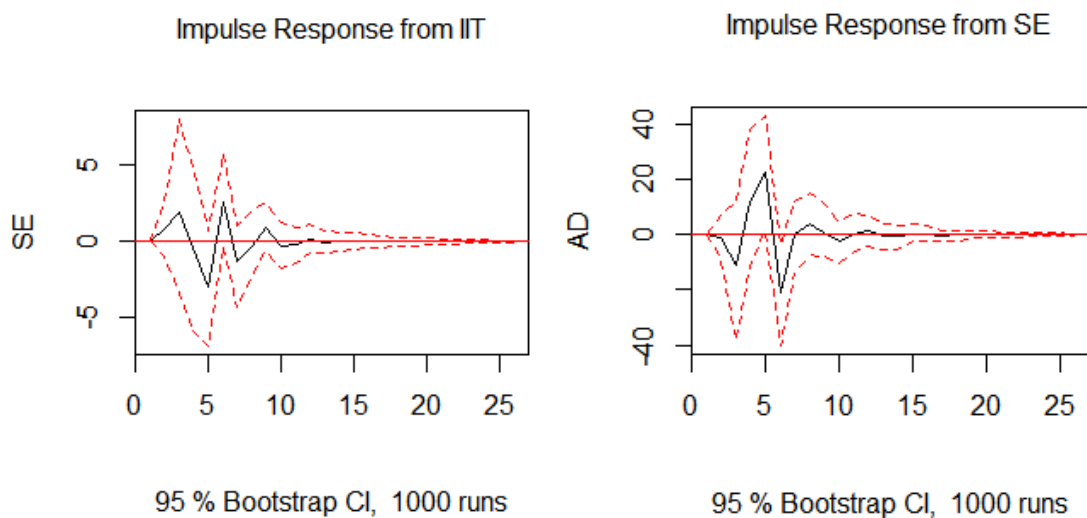 Impulse Response from IIT
SE
5
0
-5
0 5 10 15 20 25
95 % Bootstrap CI, 1000 runs
Impulse Response from SE
AD
40
20
0
-40
0 5 10 15 20 25
95 % Bootstrap CI, 1000 runs